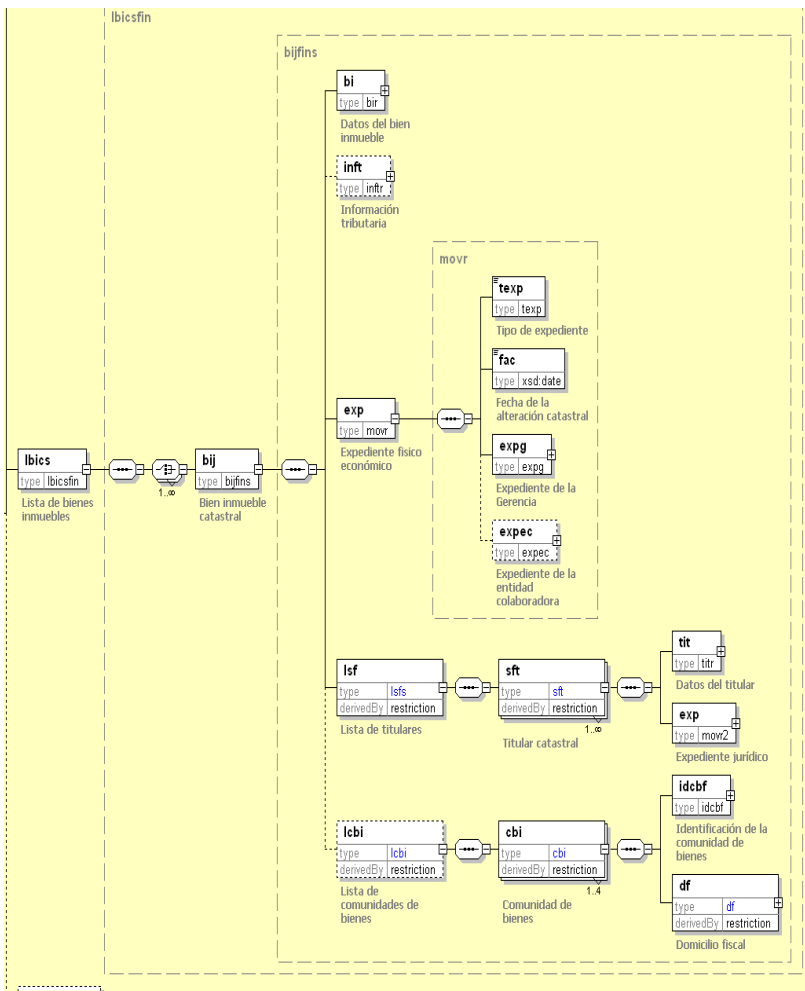 lbicsfin
bijfins
bi
type bir
Datos del bien
inmueble
inft
type inftr
Información
tributaria
movr
texp
type texp
Tipo de expediente
fac
type xsd:date
Fecha de la
alteración catastral
exp
type movr
Expediente fisico
económico
expg
type expg
Expediente de la
Gerencia
lbics
type lbicsfin
Lista de bienes
inmuebles
1..∞
bij
type bijfins
Bien inmueble
catastral
expec
type expec
Expediente de la
entidad
colaboradora
lsf
type lsfs
derivedBy restriction
Lista de titulares
sft
type sft
derivedBy restriction
1..∞
Titular catastral
tit
type titr
Datos del titular
exp
type movr2
Expediente jurídico
lcbi
type lcbi
derivedBy restriction
Lista de
comunidades de
bienes
cbi
type cbi
derivedBy restriction
1..4
Comunidad de
bienes
idcbf
type idcbf
Identificación de la
comunidad de
bienes
df
type df
derivedBy restriction
Domicilio fiscal